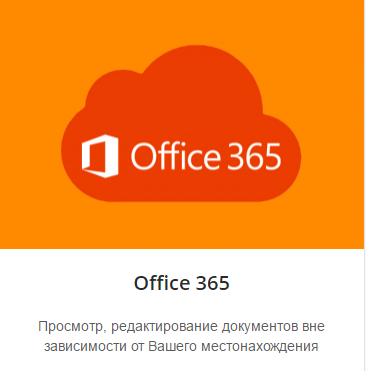 Office 365
Office 365
Просмотр, редактирование документов вне
зависимости от Вашего местонахождения